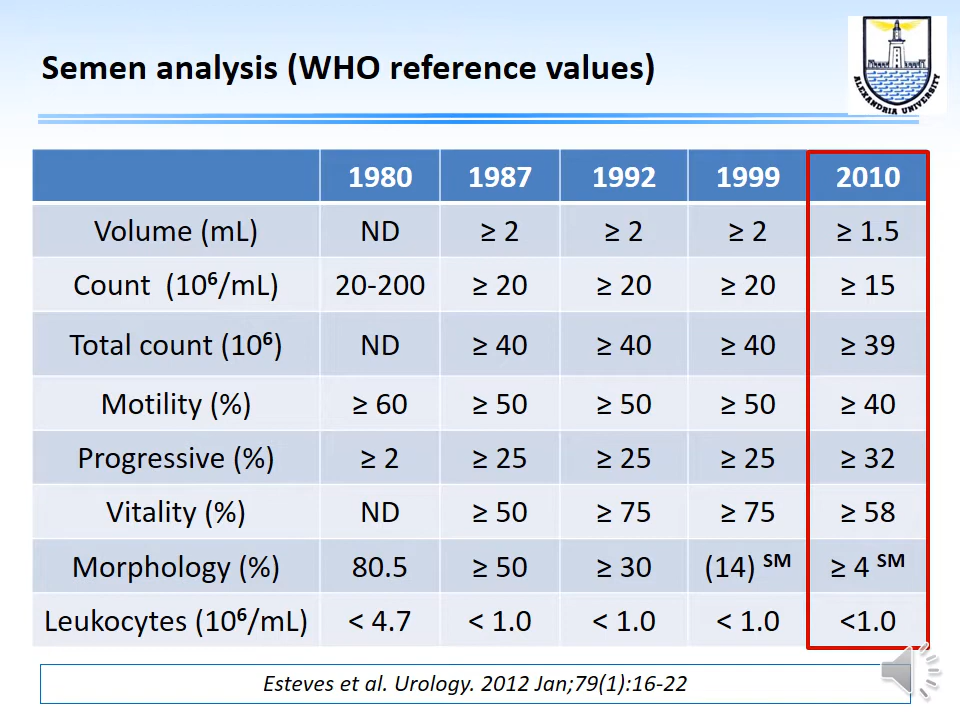 Semen analysis (WHO reference values)
ALEXANDRIA UNIVERSITY
1980 1987 1992 1999 2010
Volume (mL) ND ≥ 2 ≥ 2 ≥ 2 ≥ 1.5
Count (10⁶/mL) 20-200 ≥ 20 ≥ 20 ≥ 20 ≥ 15
Total count (10⁶) ND ≥ 40 ≥ 40 ≥ 40 ≥ 39
Motility (%) ≥ 60 ≥ 50 ≥ 50 ≥ 50 ≥ 40
Progressive (%) ≥ 2 ≥ 25 ≥ 25 ≥ 25 ≥ 32
Vitality (%) ND ≥ 50 ≥ 75 ≥ 75 ≥ 58
Morphology (%) 80.5 ≥ 50 ≥ 30 (14) SM ≥ 4 SM
Leukocytes (10⁶/mL) < 4.7 < 1.0 < 1.0 < 1.0 <1.0
Esteves et al. Urology. 2012 Jan;79(1):16-22